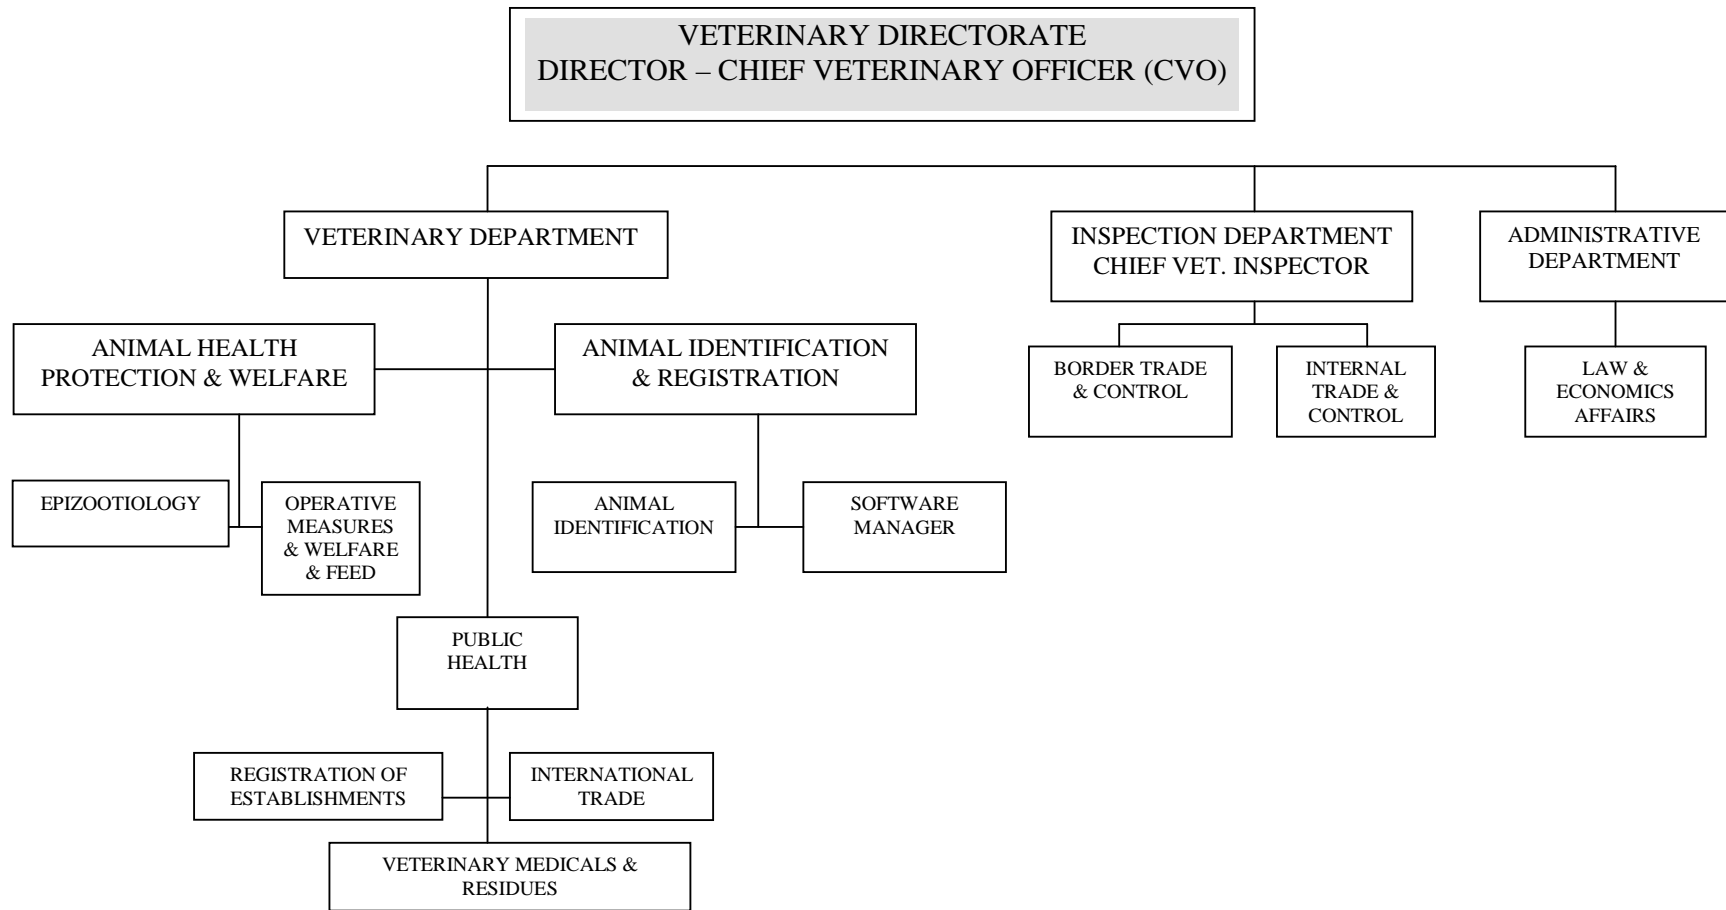 VETERINARY DIRECTORATE
DIRECTOR – CHIEF VETERINARY OFFICER (CVO)
VETERINARY DEPARTMENT
INSPECTION DEPARTMENT
CHIEF VET. INSPECTOR
ADMINISTRATIVE
DEPARTMENT
ANIMAL HEALTH
PROTECTION & WELFARE
ANIMAL IDENTIFICATION
& REGISTRATION
BORDER TRADE
& CONTROL
INTERNAL
TRADE &
CONTROL
LAW &
ECONOMICS
AFFAIRS
EPIZOOTIOLOGY
OPERATIVE
MEASURES
& WELFARE
& FEED
ANIMAL
IDENTIFICATION
SOFTWARE
MANAGER
PUBLIC
HEALTH
REGISTRATION OF
ESTABLISHMENTS
INTERNATIONAL
TRADE
VETERINARY MEDICALS &
RESIDUES